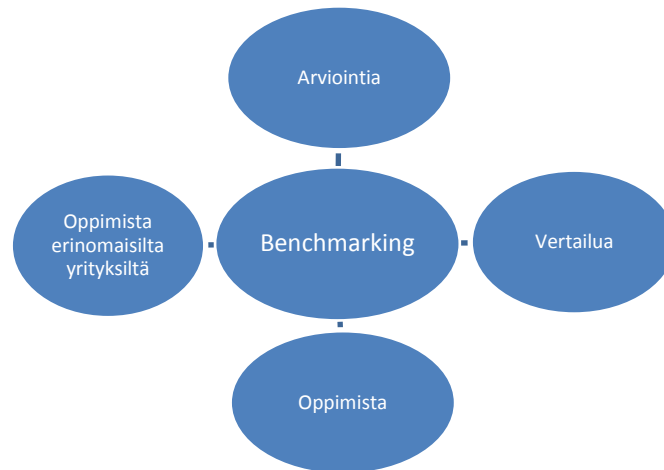 Arviointia
Oppimista
erinomaisilta
yrityksiltä
Benchmarking
Vertailua
Oppimista